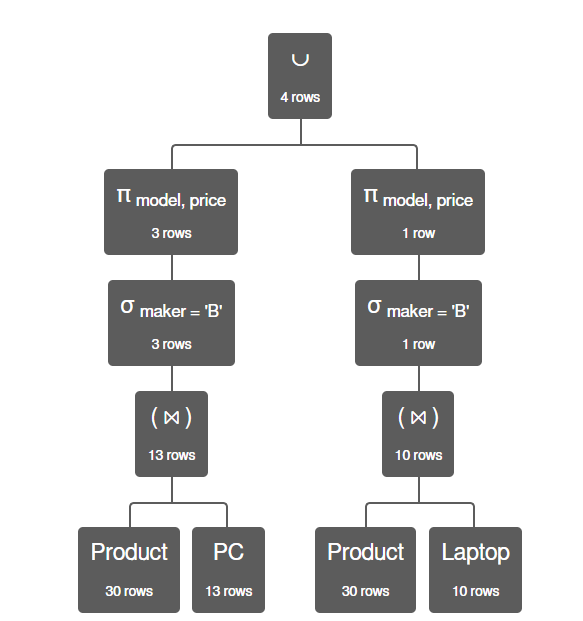 ∪
4 rows
π model, price
3 rows
π model, price
1 row
σ maker = 'B'
3 rows
σ maker = 'B'
1 row
( ⋈ )
13 rows
( ⋈ )
10 rows
Product
30 rows
PC
13 rows
Product
30 rows
Laptop
10 rows